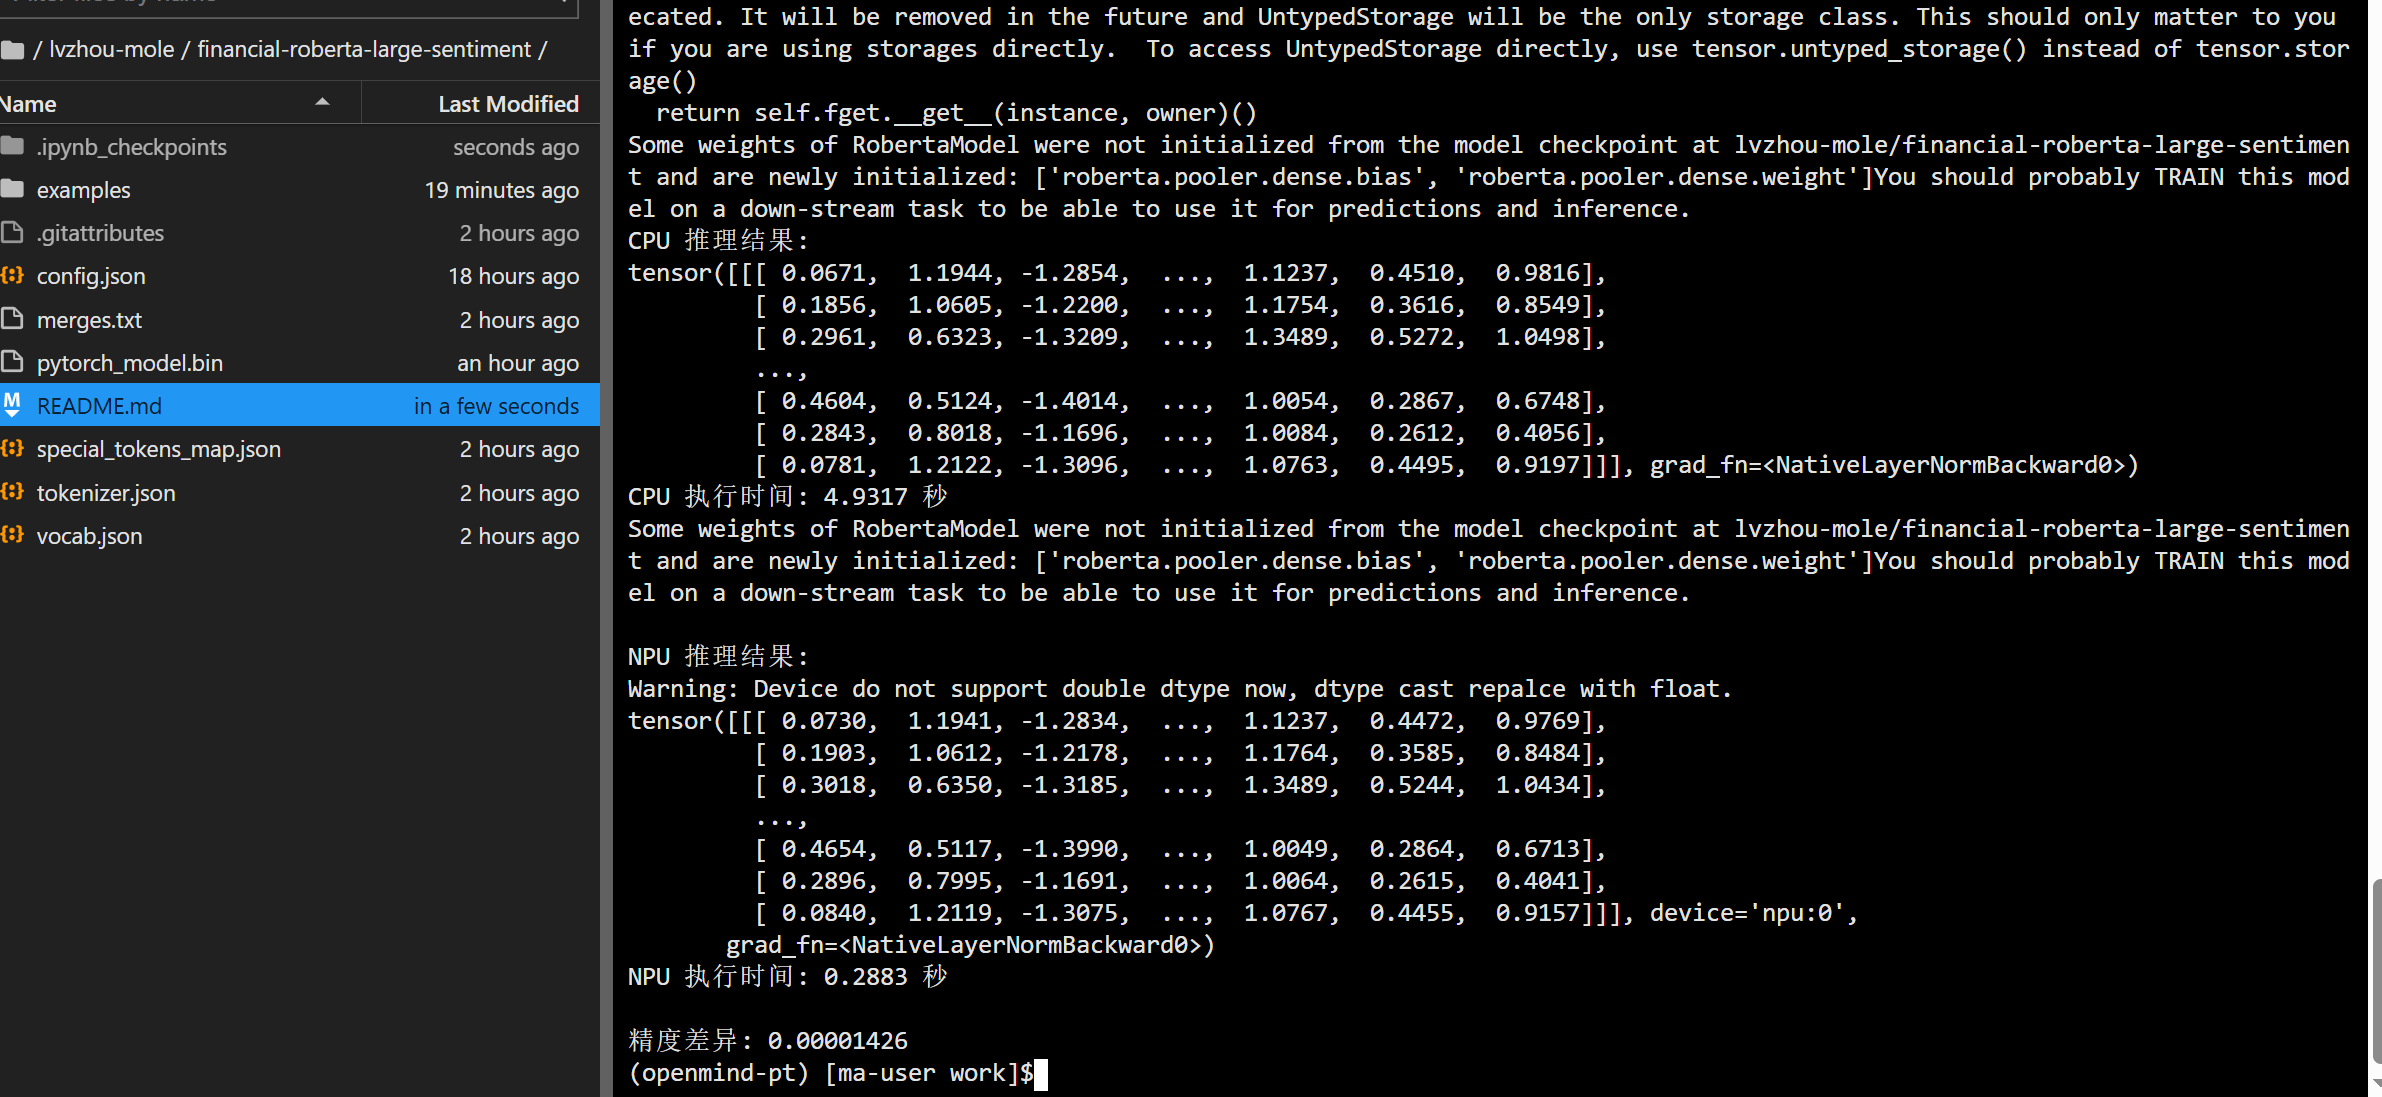 / lvzhou-mole / financial-roberta-large-sentiment /
Name Last Modified
.ipynb_checkpoints seconds ago
examples 19 minutes ago
.gitattributes 2 hours ago
config.json 18 hours ago
merges.txt 2 hours ago
pytorch_model.bin an hour ago
README.md in a few seconds
special_tokens_map.json 2 hours ago
tokenizer.json 2 hours ago
vocab.json 2 hours ago
ecated. It will be removed in the future and UntypedStorage will be the only storage class. This should only matter to you
if you are using storages directly.  To access UntypedStorage directly, use tensor.untyped_storage() instead of tensor.stor
age()
  return self.fget.__get__(instance, owner)()
Some weights of RobertaModel were not initialized from the model checkpoint at lvzhou-mole/financial-roberta-large-sentimen
t and are newly initialized: ['roberta.pooler.dense.bias', 'roberta.pooler.dense.weight']You should probably TRAIN this mod
el on a down-stream task to be able to use it for predictions and inference.
CPU 推理结果:
tensor([[[ 0.0671,  1.1944, -1.2854,  ...,  1.1237,  0.4510,  0.9816],
         [ 0.1856,  1.0605, -1.2200,  ...,  1.1754,  0.3616,  0.8549],
         [ 0.2961,  0.6323, -1.3209,  ...,  1.3489,  0.5272,  1.0498],
         ...,
         [ 0.4604,  0.5124, -1.4014,  ...,  1.0054,  0.2867,  0.6748],
         [ 0.2843,  0.8018, -1.1696,  ...,  1.0084,  0.2612,  0.4056],
         [ 0.0781,  1.2122, -1.3096,  ...,  1.0763,  0.4495,  0.9197]]], grad_fn=<NativeLayerNormBackward0>)
CPU 执行时间: 4.9317 秒
Some weights of RobertaModel were not initialized from the model checkpoint at lvzhou-mole/financial-roberta-large-sentimen
t and are newly initialized: ['roberta.pooler.dense.bias', 'roberta.pooler.dense.weight']You should probably TRAIN this mod
el on a down-stream task to be able to use it for predictions and inference.
NPU 推理结果:
Warning: Device do not support double dtype now, dtype cast repalce with float.
tensor([[[ 0.0730,  1.1941, -1.2834,  ...,  1.1237,  0.4472,  0.9769],
         [ 0.1903,  1.0612, -1.2178,  ...,  1.1764,  0.3585,  0.8484],
         [ 0.3018,  0.6350, -1.3185,  ...,  1.3489,  0.5244,  1.0434],
         ...,
         [ 0.4654,  0.5117, -1.3990,  ...,  1.0049,  0.2864,  0.6713],
         [ 0.2896,  0.7995, -1.1691,  ...,  1.0064,  0.2615,  0.4041],
         [ 0.0840,  1.2119, -1.3075,  ...,  1.0767,  0.4455,  0.9157]]], device='npu:0',
       grad_fn=<NativeLayerNormBackward0>)
NPU 执行时间: 0.2883 秒
精度差异: 0.00001426
(openmind-pt) [ma-user work]$